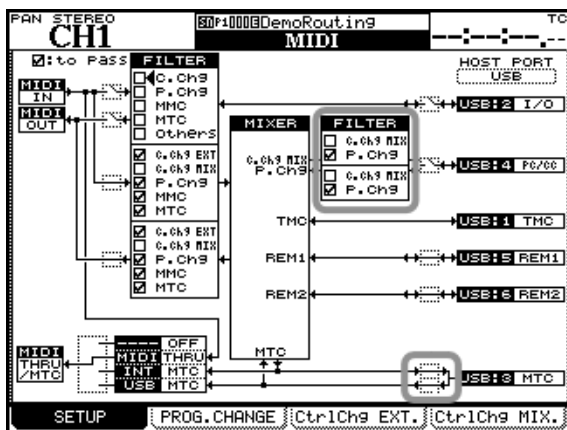 PAN STEREO
CH1
P1 DemoRouting
MIDI
TC
--:--:--.--
:to Pass
FILTER
C.Chg
P.Chg
MMC
MTC
Others
MIDI IN
MIDI OUT
C.Chg EXT
C.Chg MIX
P.Chg
MMC
MTC
C.Chg EXT
C.Chg MIX
P.Chg
MMC
MTC
MIXER
C.Chg MIX
P.Chg
TMC
REM1
REM2
MTC
FILTER
C.Chg MIX
P.Chg
C.Chg MIX
P.Chg
HOST PORT
USB
USB:2 I/O
USB:4 PC/CC
USB:1 TMC
USB:5 REM1
USB:6 REM2
USB:3 MTC
MIDI THRU /MTC
---- OFF
MIDI THRU
INT MTC
USB MTC
SETUP
PROG.CHANGE
CtrlChg EXT.
CtrlChg MIX.